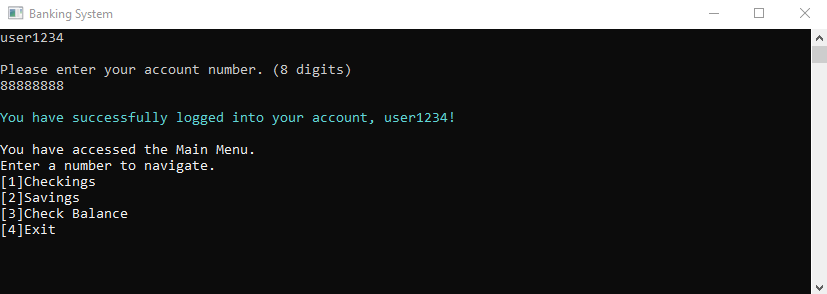 Banking System
user1234
Please enter your account number. (8 digits)
88888888
You have successfully logged into your account, user1234!
You have accessed the Main Menu.
Enter a number to navigate.
[1]Checkings
[2]Savings
[3]Check Balance
[4]Exit